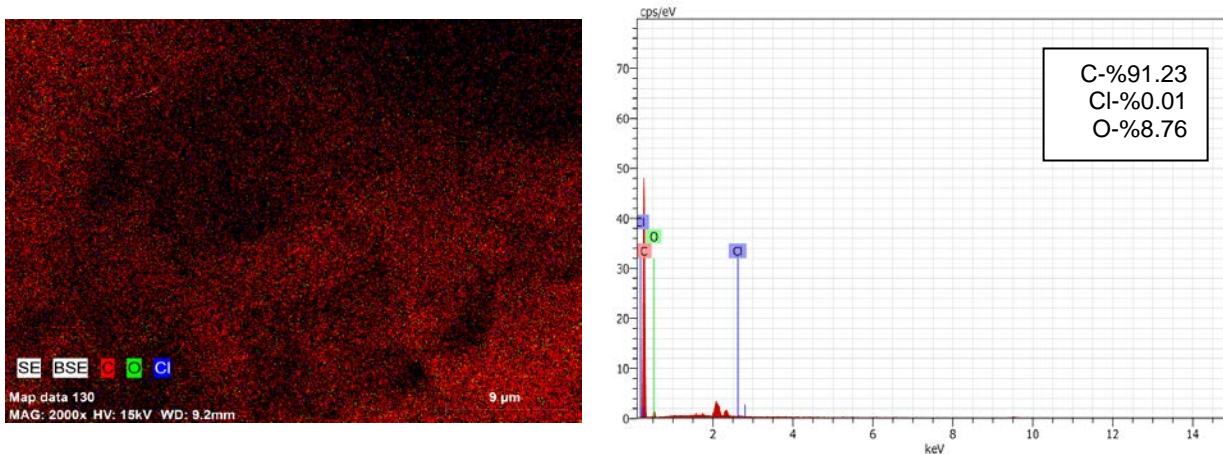 SE BSE C O Cl
Map data 130
MAG: 2000x HV: 15kV WD: 9.2mm
9 µm
cps/eV
70
60
50
40
30
20
10
0
Cl
C
O
Cl
2 4 6 8 10 12 14
keV
C-%91.23
Cl-%0.01
O-%8.76